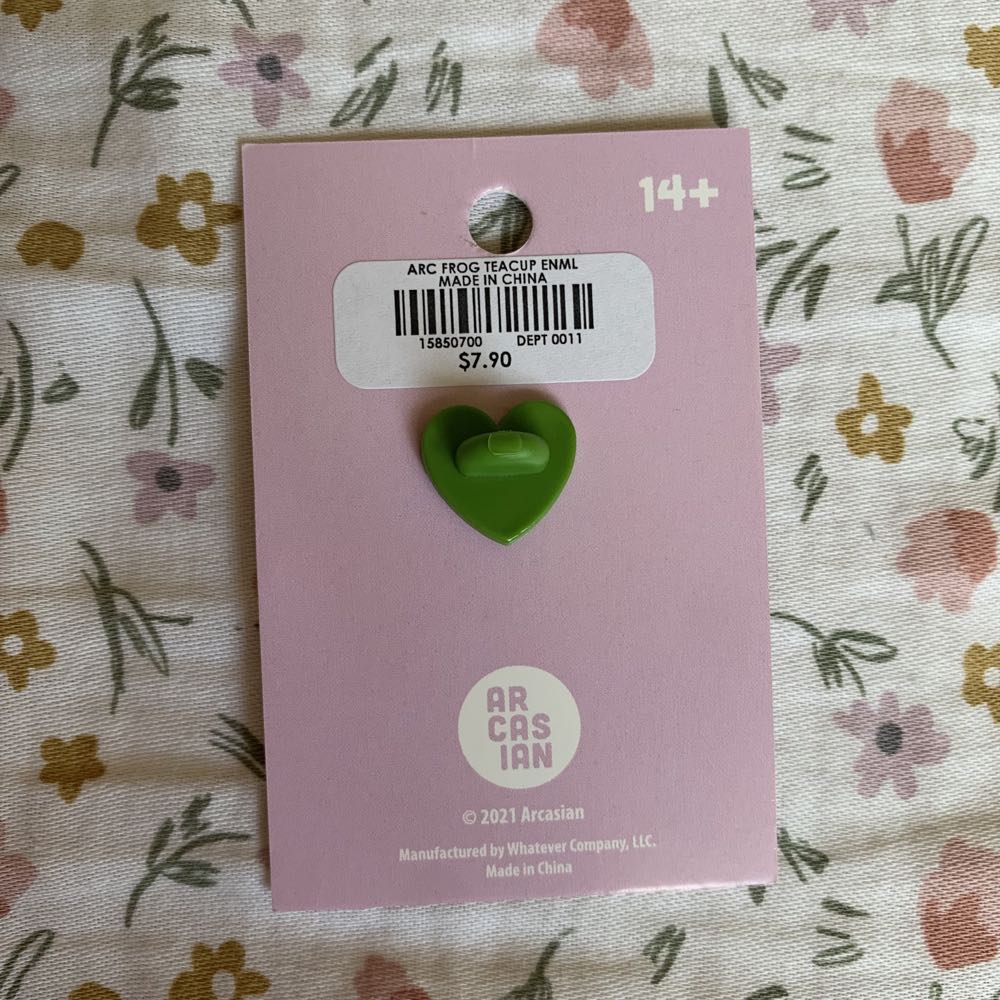 14+
ARC FROG TEACUP ENML
MADE IN CHINA
15850700 DEPT 0011
$7.90
AR
CAS
IAN
© 2021 Arcasian
Manufactured by Whatever Company, LLC.
Made in China